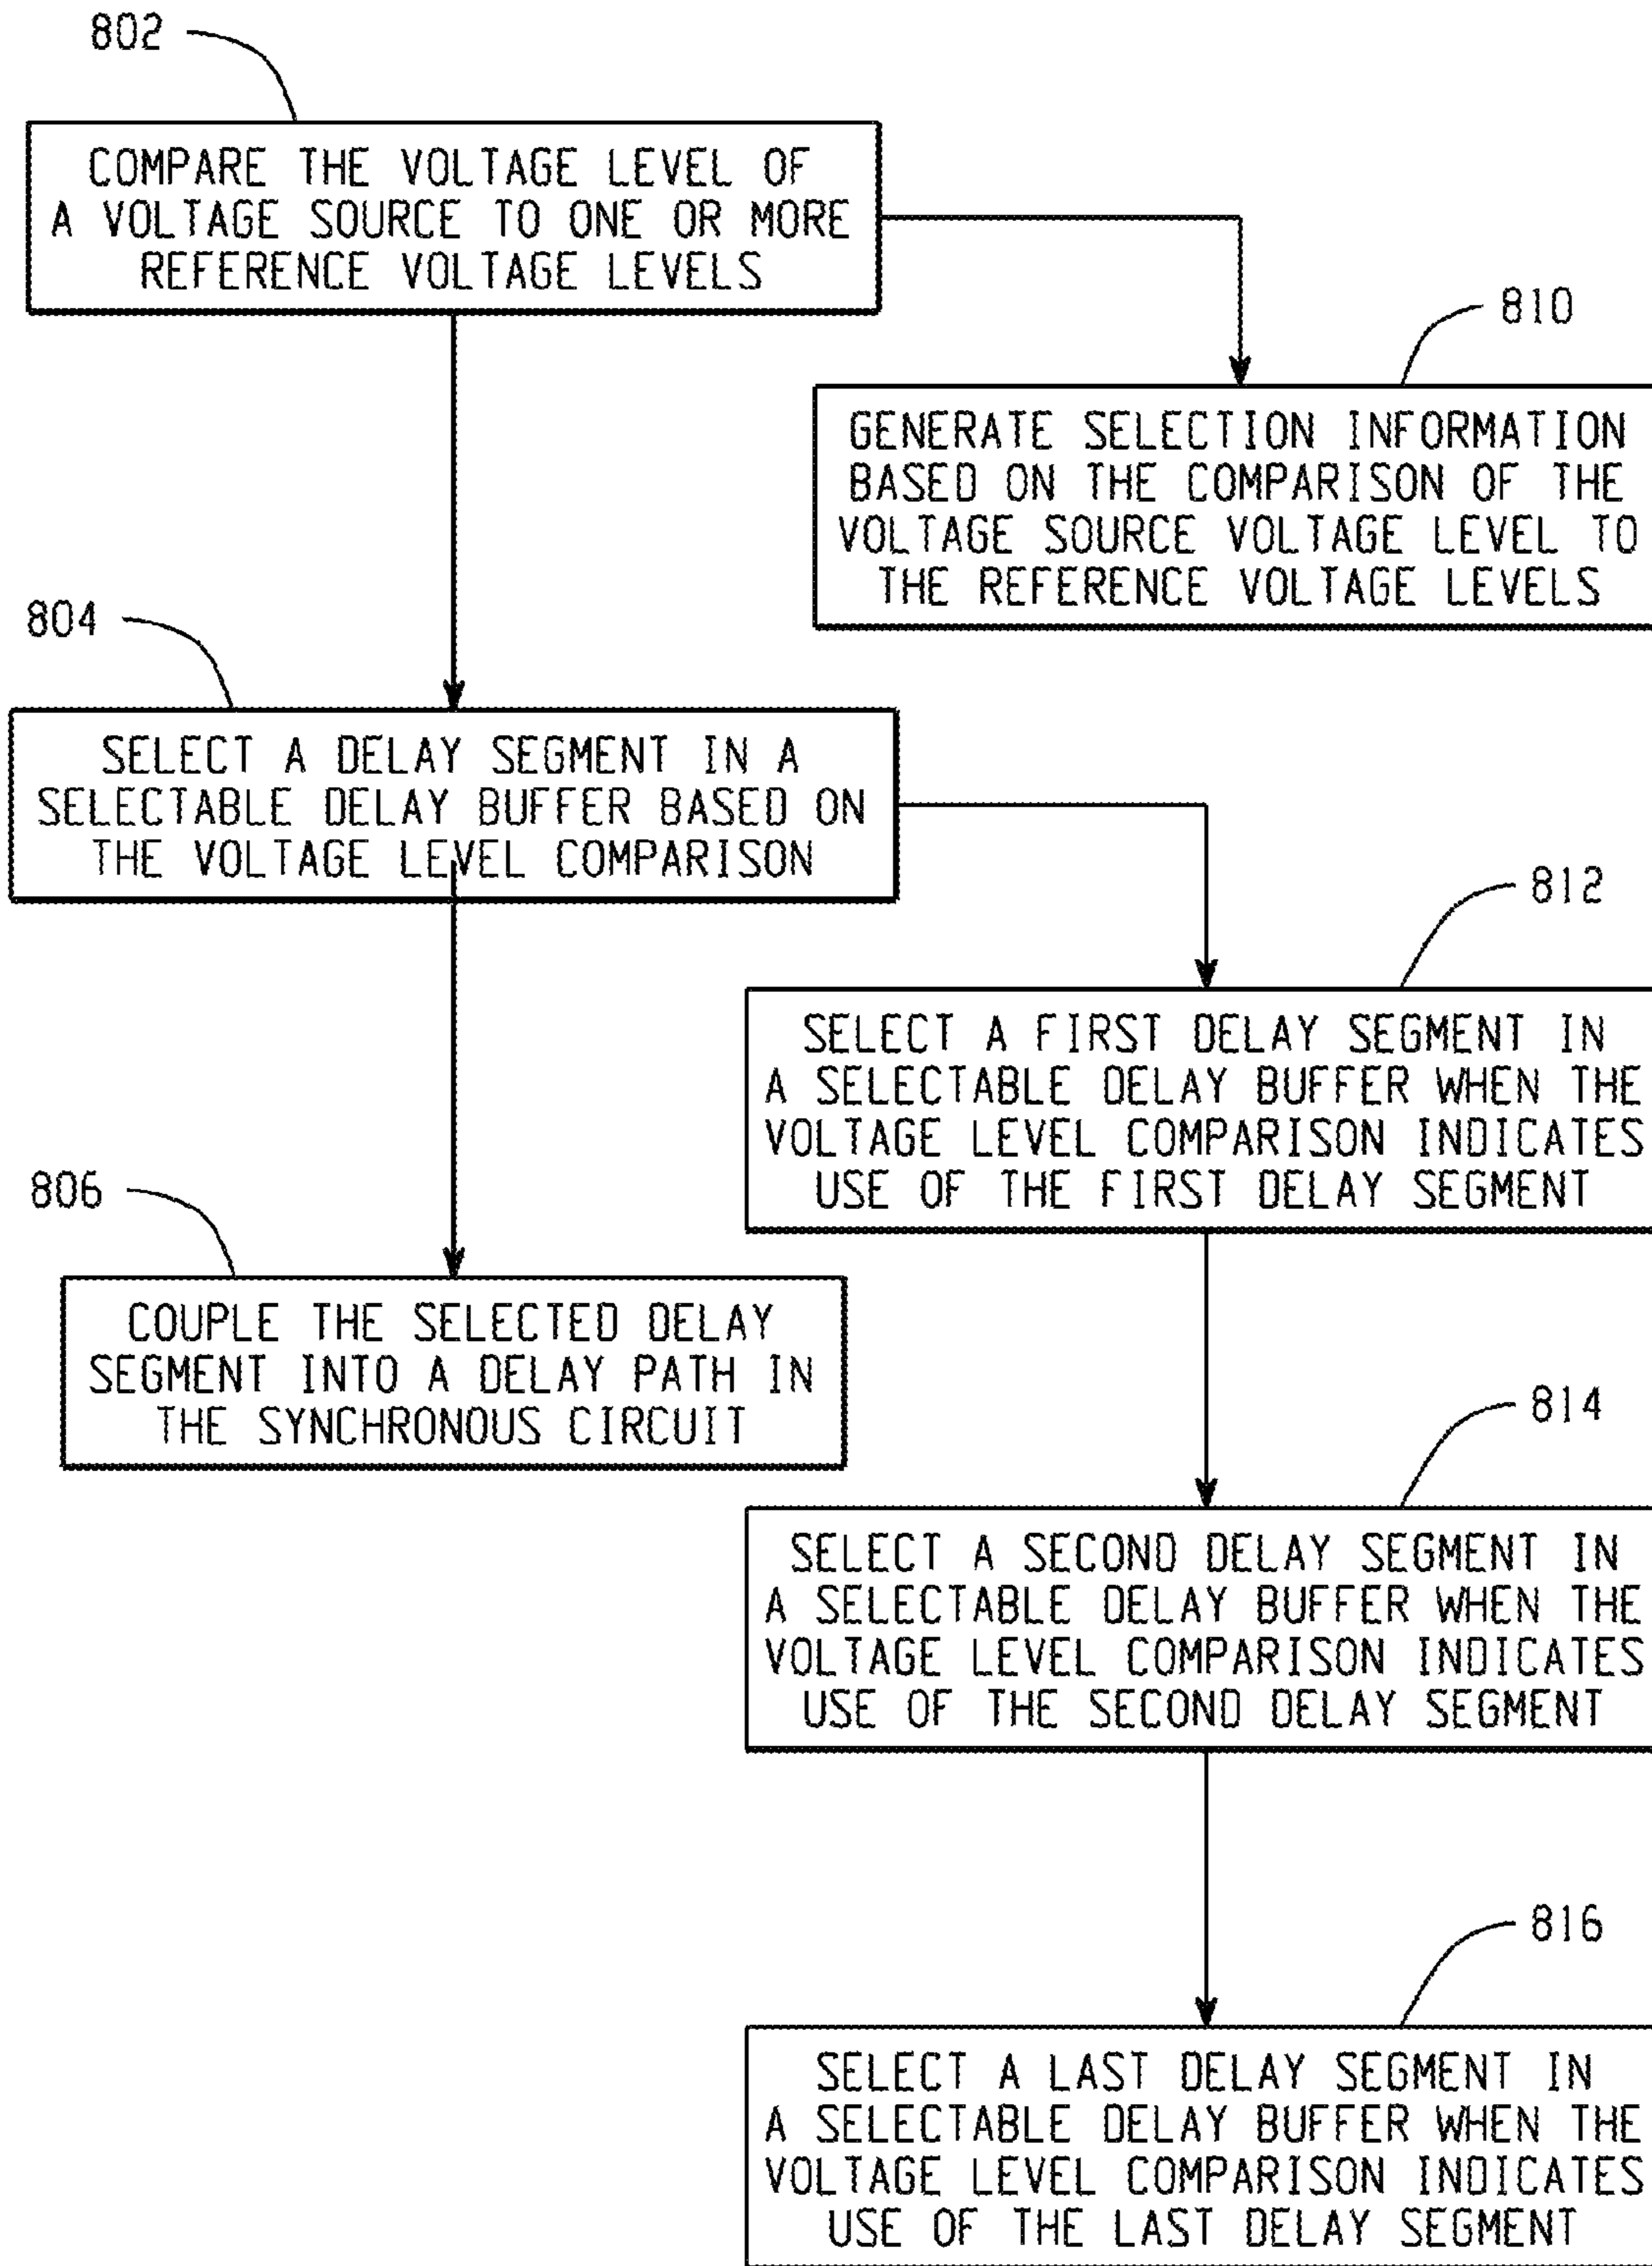 802
COMPARE THE VOLTAGE LEVEL OF
A VOLTAGE SOURCE TO ONE OR MORE
REFERENCE VOLTAGE LEVELS
810
GENERATE SELECTION INFORMATION
BASED ON THE COMPARISON OF THE
VOLTAGE SOURCE VOLTAGE LEVEL TO
THE REFERENCE VOLTAGE LEVELS
804
SELECT A DELAY SEGMENT IN A
SELECTABLE DELAY BUFFER BASED ON
THE VOLTAGE LEVEL COMPARISON
812
SELECT A FIRST DELAY SEGMENT IN
A SELECTABLE DELAY BUFFER WHEN THE
VOLTAGE LEVEL COMPARISON INDICATES
USE OF THE FIRST DELAY SEGMENT
806
COUPLE THE SELECTED DELAY
SEGMENT INTO A DELAY PATH IN
THE SYNCHRONOUS CIRCUIT
814
SELECT A SECOND DELAY SEGMENT IN
A SELECTABLE DELAY BUFFER WHEN THE
VOLTAGE LEVEL COMPARISON INDICATES
USE OF THE SECOND DELAY SEGMENT
816
SELECT A LAST DELAY SEGMENT IN
A SELECTABLE DELAY BUFFER WHEN THE
VOLTAGE LEVEL COMPARISON INDICATES
USE OF THE LAST DELAY SEGMENT